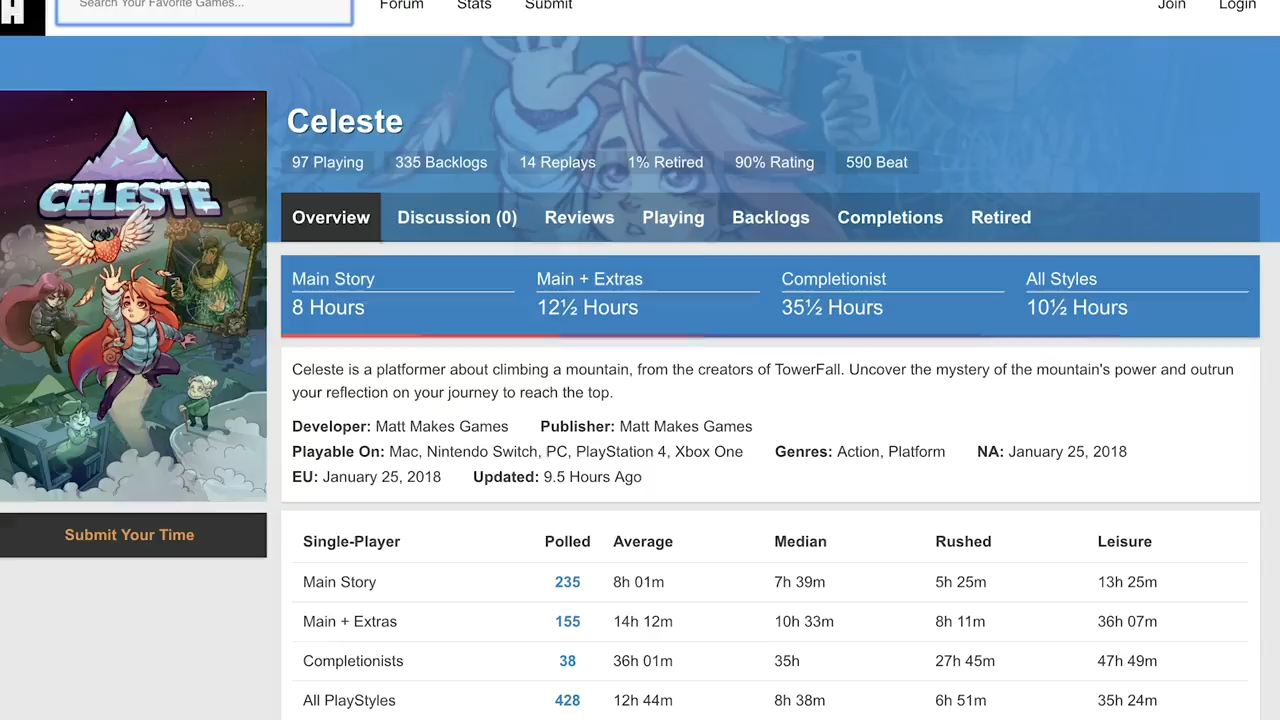 H
Search Your Favorite Games...
Forum Stats Submit Join Login
CELESTE
Celeste
97 Playing 335 Backlogs 14 Replays 1% Retired 90% Rating 590 Beat
Overview Discussion (0) Reviews Playing Backlogs Completions Retired
Main Story Main + Extras Completionist All Styles
8 Hours 12½ Hours 35½ Hours 10½ Hours
Celeste is a platformer about climbing a mountain, from the creators of TowerFall. Uncover the mystery of the mountain's power and outrun
your reflection on your journey to reach the top.
Developer: Matt Makes Games Publisher: Matt Makes Games
Playable On: Mac, Nintendo Switch, PC, PlayStation 4, Xbox One Genres: Action, Platform NA: January 25, 2018
EU: January 25, 2018 Updated: 9.5 Hours Ago
Submit Your Time
Single-Player Polled Average Median Rushed Leisure
Main Story 235 8h 01m 7h 39m 5h 25m 13h 25m
Main + Extras 155 14h 12m 10h 33m 8h 11m 36h 07m
Completionists 38 36h 01m 35h 27h 45m 47h 49m
All PlayStyles 428 12h 44m 8h 38m 6h 51m 35h 24m